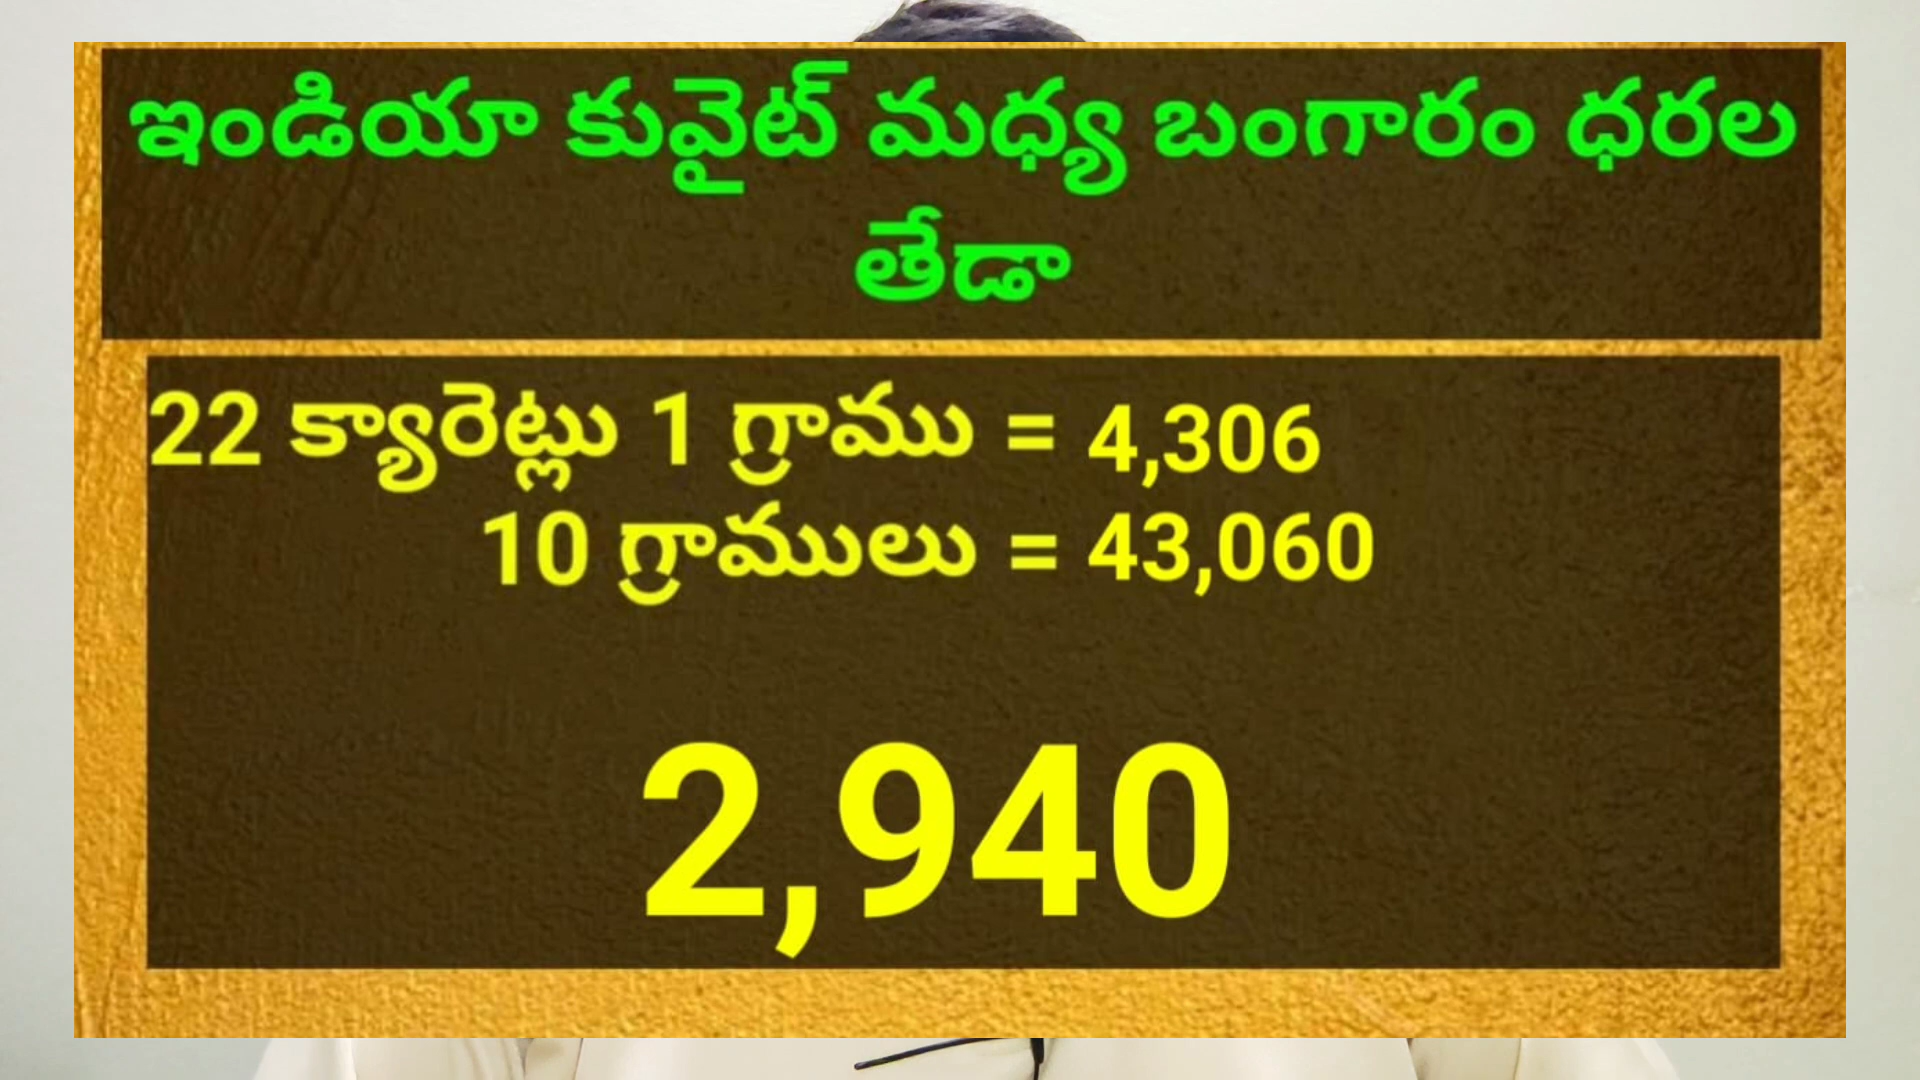 ఇండియా కువైట్ మధ్య బంగారం ధరల
తేడా
22 క్యారెట్లు 1 గ్రాము = 4,306
10 గ్రాములు = 43,060
2,940